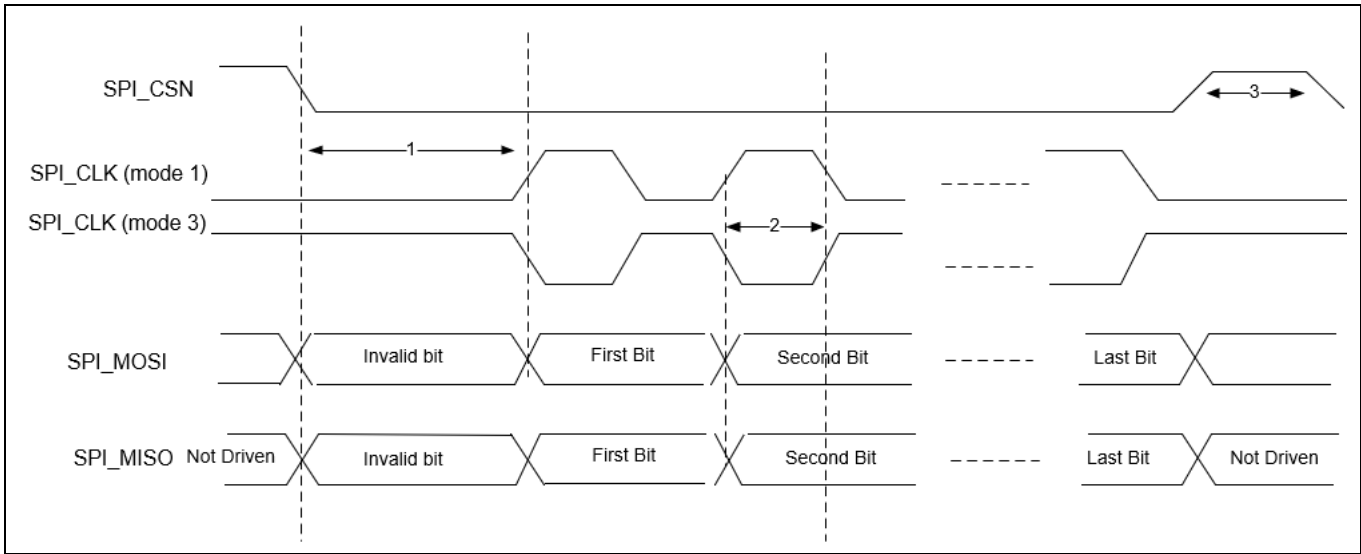 SPI_CSN
3
1
SPI_CLK (mode 1)
SPI_CLK (mode 3)
2
SPI_MOSI Invalid bit First Bit Second Bit Last Bit
SPI_MISO Not Driven Invalid bit First Bit Second Bit Last Bit Not Driven